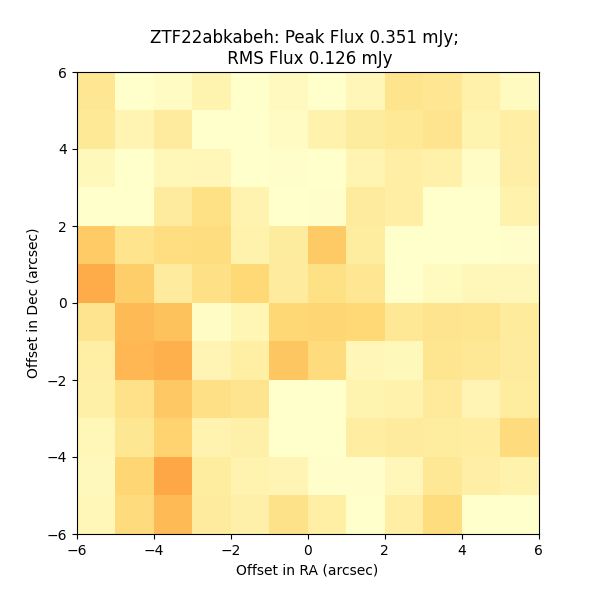 ZTF22abkabeh: Peak Flux 0.351 mJy;
RMS Flux 0.126 mJy
6
4
2
0
−2
−4
−6
Offset in Dec (arcsec)
−6 −4 −2 0 2 4 6
Offset in RA (arcsec)